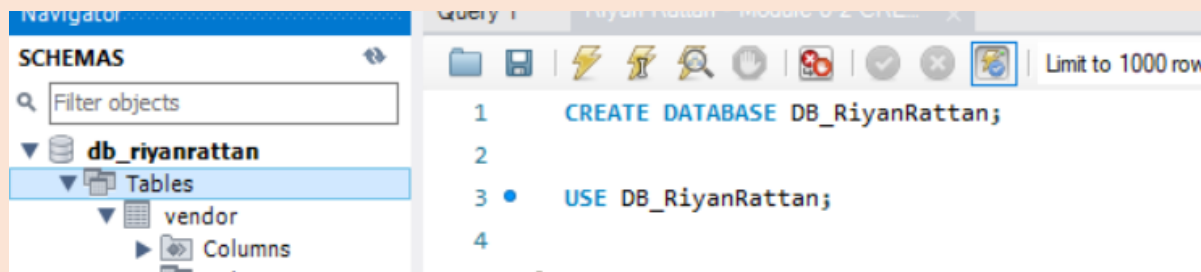 Navigator
SCHEMAS
Filter objects
db_riyanrattan
Tables
vendor
Columns
Query 1
Limit to 1000 row
1 CREATE DATABASE DB_RiyanRattan;
2
3 USE DB_RiyanRattan;
4